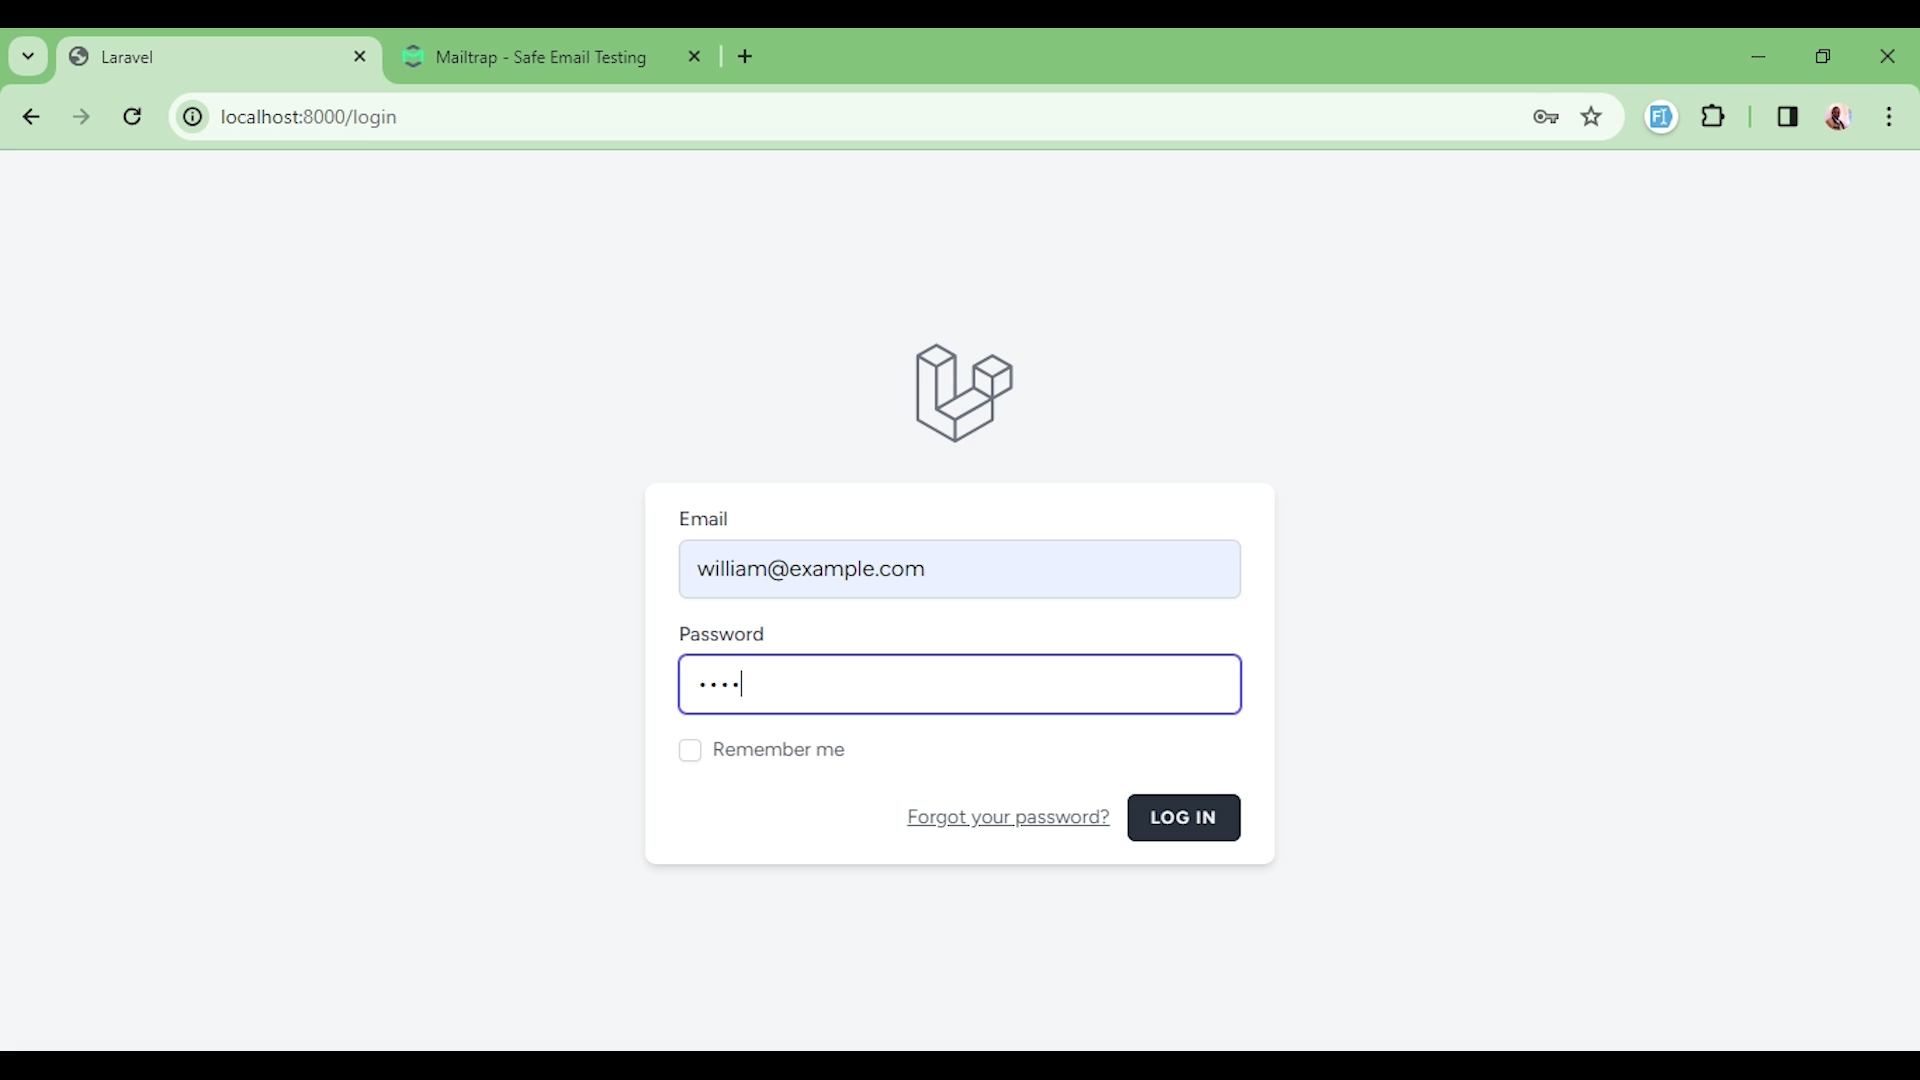 Laravel
Mailtrap - Safe Email Testing
localhost:8000/login
FI
Email
william@example.com
Password
••••
Remember me
Forgot your password?
LOG IN